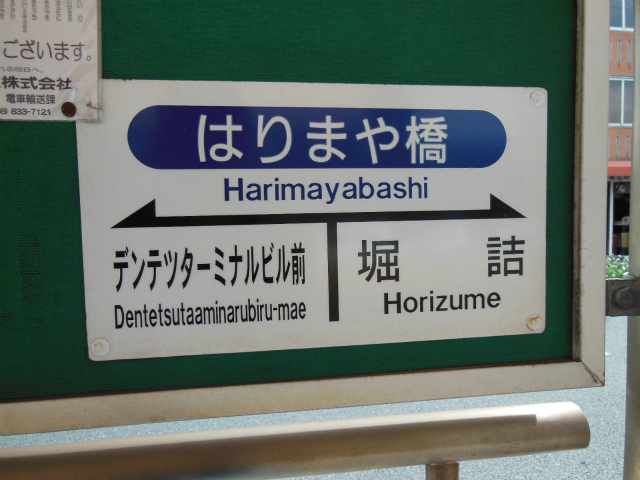 ございます。
株式会社
電車輸送課
833-7121
はりまや橋
Harimayabashi
デンテツターミナルビル前
Dentetsutaaminarubiru-mae
堀 詰
Horizume